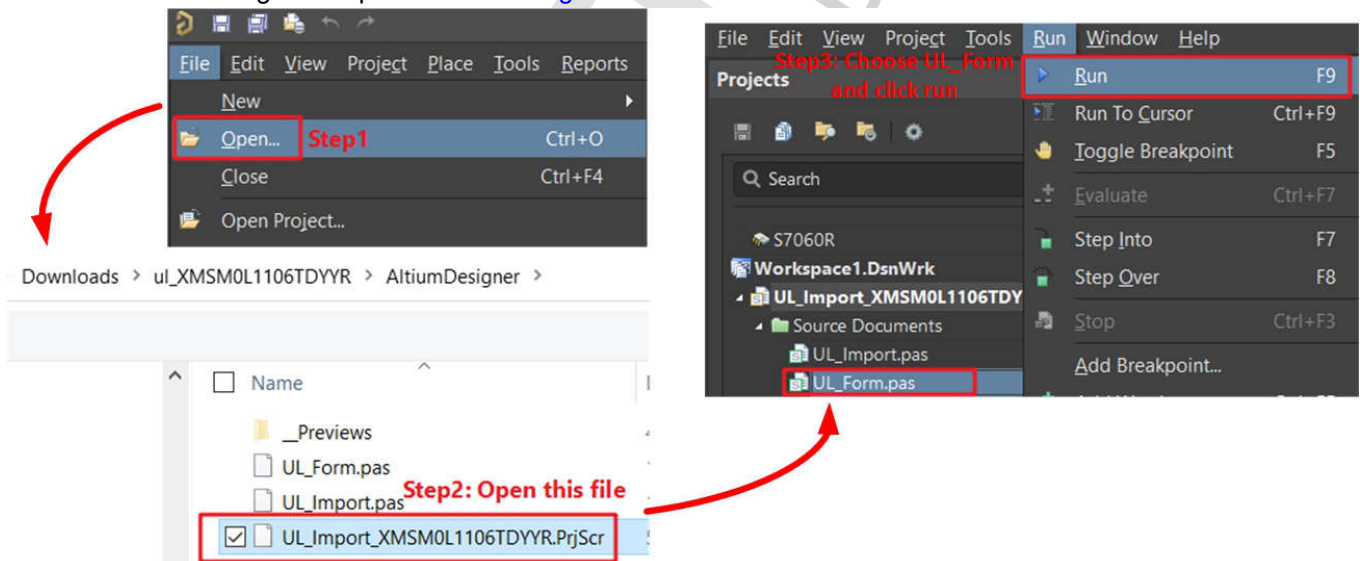 File Edit View Project Place Tools Reports
New
Open... Step1 Ctrl+O
Close Ctrl+F4
Open Project...
Downloads > ul_XMSM0L1106TDYYR > AltiumDesigner >
Name
__Previews
UL_Form.pas
UL_Import.pas
Step2: Open this file
UL_Import_XMSM0L1106TDYYR.PrjScr
File Edit View Project Tools Run Window Help
Step3: Choose UL_Form
and click run
Projects
Search
S7060R
Workspace1.DsnWrk
UL_Import_XMSM0L1106TDY
Source Documents
UL_Import.pas
UL_Form.pas
Run F9
Run To Cursor Ctrl+F9
Toggle Breakpoint F5
Evaluate Ctrl+F7
Step Into F7
Step Over F8
Stop Ctrl+F3
Add Breakpoint...